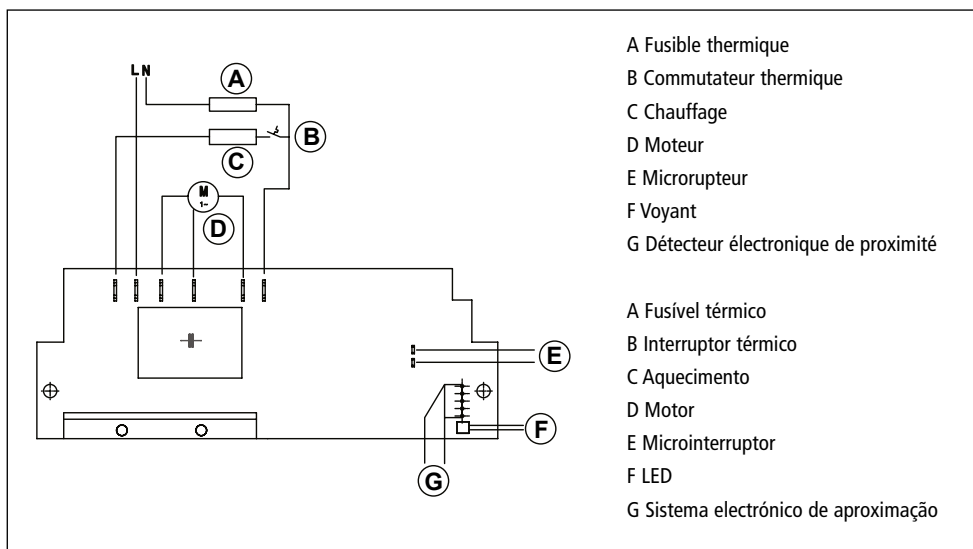 L N
A
B
C
M
1~
D
E
F
G
A Fusible thermique
B Commutateur thermique
C Chauffage
D Moteur
E Microrupteur
F Voyant
G Détecteur électronique de proximité
A Fusível térmico
B Interruptor térmico
C Aquecimento
D Motor
E Microinterruptor
F LED
G Sistema electrónico de aproximação